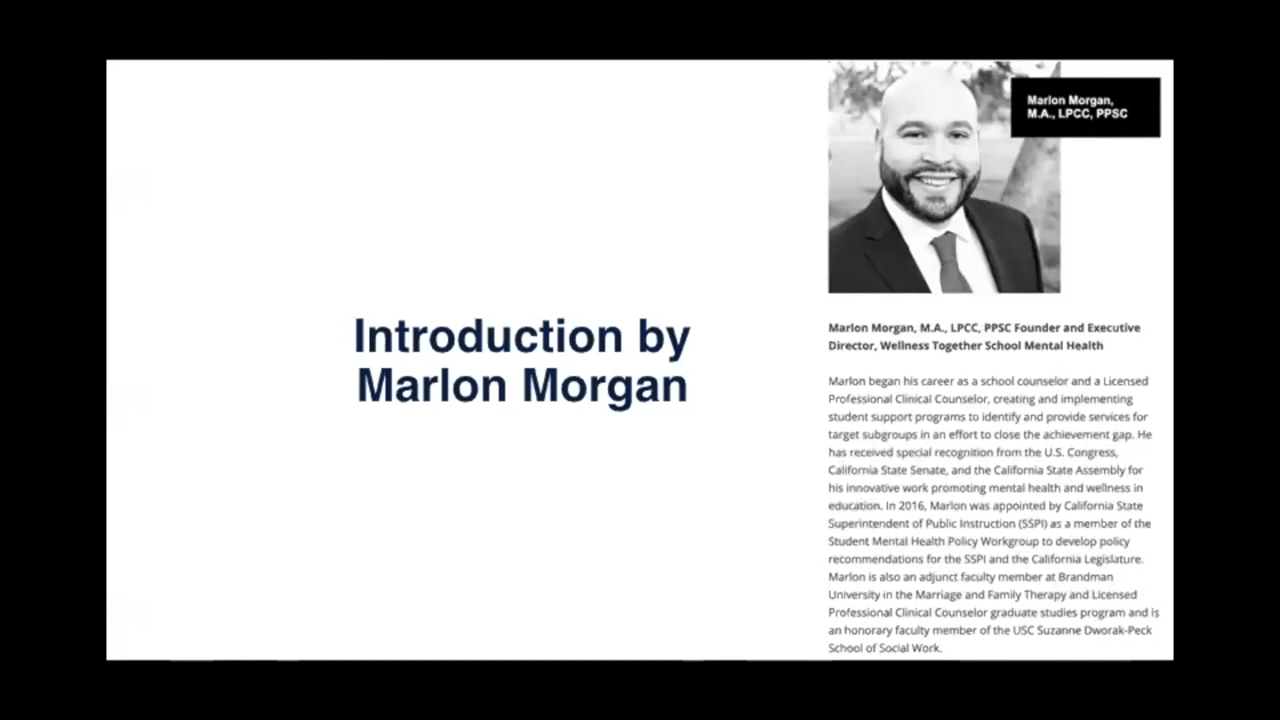 Introduction by
Marlon Morgan
Marlon Morgan,
M.A., LPCC, PPSC
Marlon Morgan, M.A., LPCC, PPSC Founder and Executive
Director, Wellness Together School Mental Health
Marlon began his career as a school counselor and a Licensed
Professional Clinical Counselor, creating and implementing
student support programs to identify and provide services for
target subgroups in an effort to close the achievement gap. He
has received special recognition from the U.S. Congress,
California State Senate, and the California State Assembly for
his innovative work promoting mental health and wellness in
education. In 2016, Marlon was appointed by California State
Superintendent of Public Instruction (SSPI) as a member of the
Student Mental Health Policy Workgroup to develop policy
recommendations for the SSPI and the California Legislature.
Marlon is also an adjunct faculty member at Brandman
University in the Marriage and Family Therapy and Licensed
Professional Clinical Counselor graduate studies program and is
an honorary faculty member of the USC Suzanne Dworak-Peck
School of Social Work.